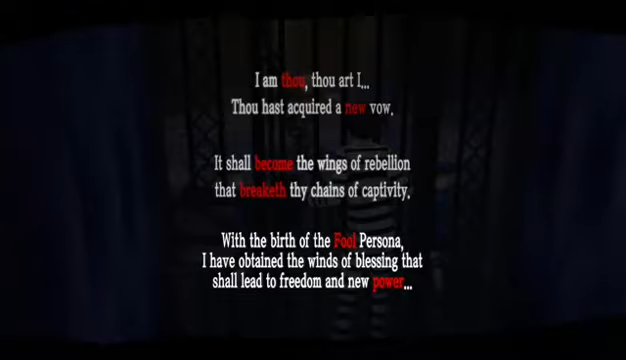 I am thou, thou art I...
Thou hast acquired a new vow.
It shall become the wings of rebellion
that breaketh thy chains of captivity.
With the birth of the Fool Persona,
I have obtained the winds of blessing that
shall lead to freedom and new power...